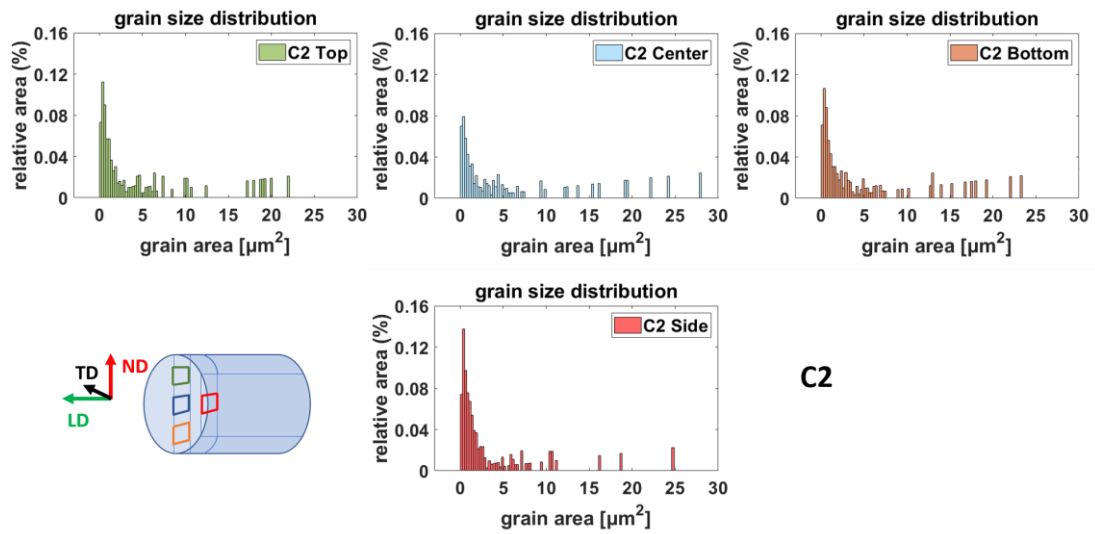 grain size distribution
relative area (%)
0.16
0.12
0.08
0.04
0
C2 Top
0 5 10 15 20 25 30
grain area [µm²]
grain size distribution
relative area (%)
0.16
0.12
0.08
0.04
0
C2 Center
0 5 10 15 20 25 30
grain area [µm²]
grain size distribution
relative area (%)
0.16
0.12
0.08
0.04
0
C2 Bottom
0 5 10 15 20 25 30
grain area [µm²]
ND
TD
LD
grain size distribution
relative area (%)
0.16
0.12
0.08
0.04
0
C2 Side
0 5 10 15 20 25 30
grain area [µm²]
C2